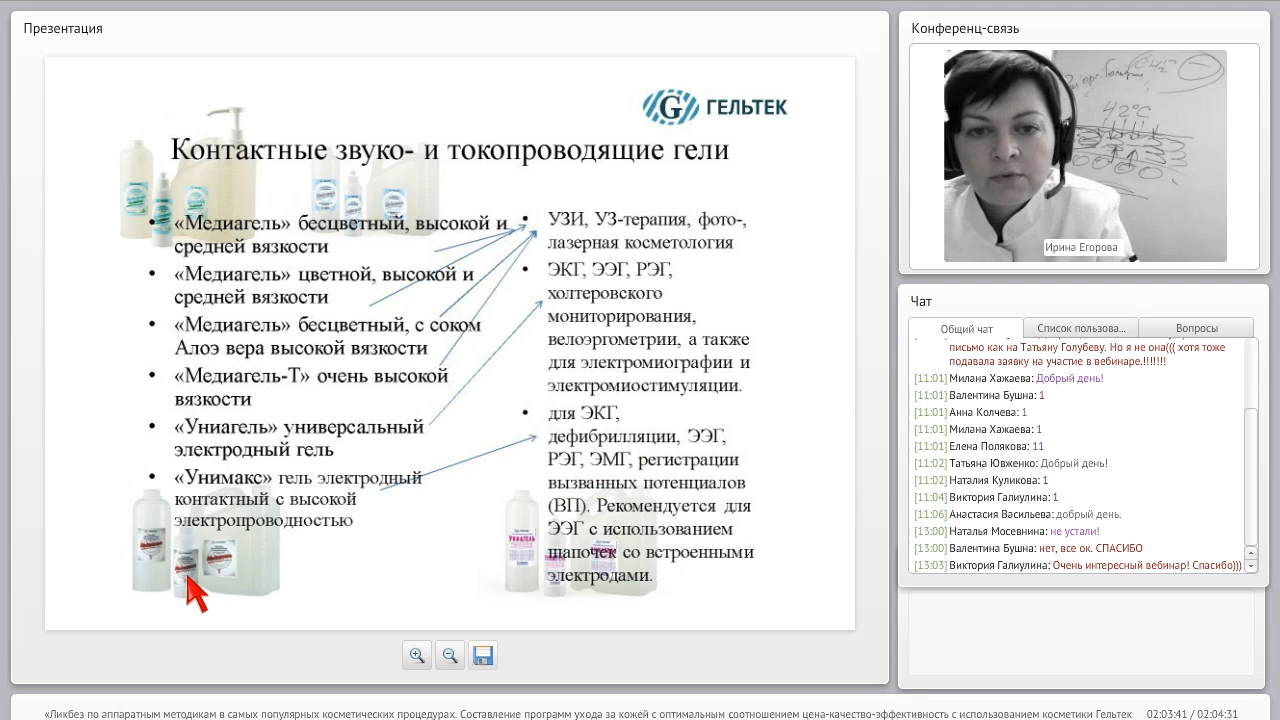 Презентация
ГЕЛЬТЕК
Контактные звуко- и токопроводящие гели
• «Медиагель» бесцветный, высокой и
средней вязкости
• «Медиагель» цветной, высокой и
средней вязкости
• «Медиагель» бесцветный, с соком
Алоэ вера высокой вязкости
• «Медиагель-Т» очень высокой
вязкости
• «Униагель» универсальный
электродный гель
• «Унимакс» гель электродный
контактный с высокой
электропроводностью
• УЗИ, УЗ-терапия, фото-,
лазерная косметология
• ЭКГ, ЭЭГ, РЭГ,
холтеровского
мониторирования,
велоэргометрии, а также
для электромиографии и
электромиостимуляции.
• для ЭКГ,
дефибрилляции, ЭЭГ,
РЭГ, ЭМГ, регистрации
вызванных потенциалов
(ВП). Рекомендуется для
ЭЭГ с использованием
шапочек со встроенными
электродами.
Конференц-связь
42°C
Ирина Егорова
Чат
Общий чат
Список пользова...
Вопросы
письмо как на Татьяну Голубеву. Но я не она((( хотя тоже
подавала заявку на участие в вебинаре.!!!!!!!
[11:01] Милана Хажаева: Добрый день!
[11:01] Валентина Бушна: 1
[11:01] Анна Колчева: 1
[11:01] Милана Хажаева: 1
[11:01] Елена Полякова: 11
[11:02] Татьяна Ювженко: Добрый день!
[11:02] Наталия Куликова: 1
[11:04] Виктория Галиулина: 1
[11:06] Анастасия Васильева: добрый день.
[13:00] Наталья Мосевнина: не устали!
[13:00] Валентина Бушна: нет, все ок. СПАСИБО
[13:03] Виктория Галиулина: Очень интересный вебинар! Спасибо)))
«Ликбез по аппаратным методикам в самых популярных косметических процедурах. Составление программ ухода за кожей с оптимальным соотношением цена-качество-эффективность с использованием косметики Гельтек 02:03:41 / 02:04:31